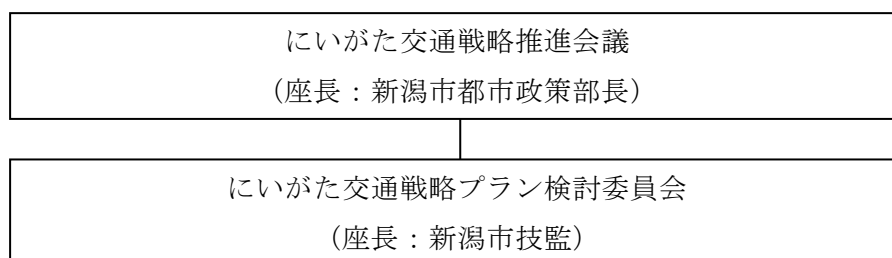 にいがた交通戦略推進会議
（座長：新潟市都市政策部長）
にいがた交通戦略プラン検討委員会
（座長：新潟市技監）